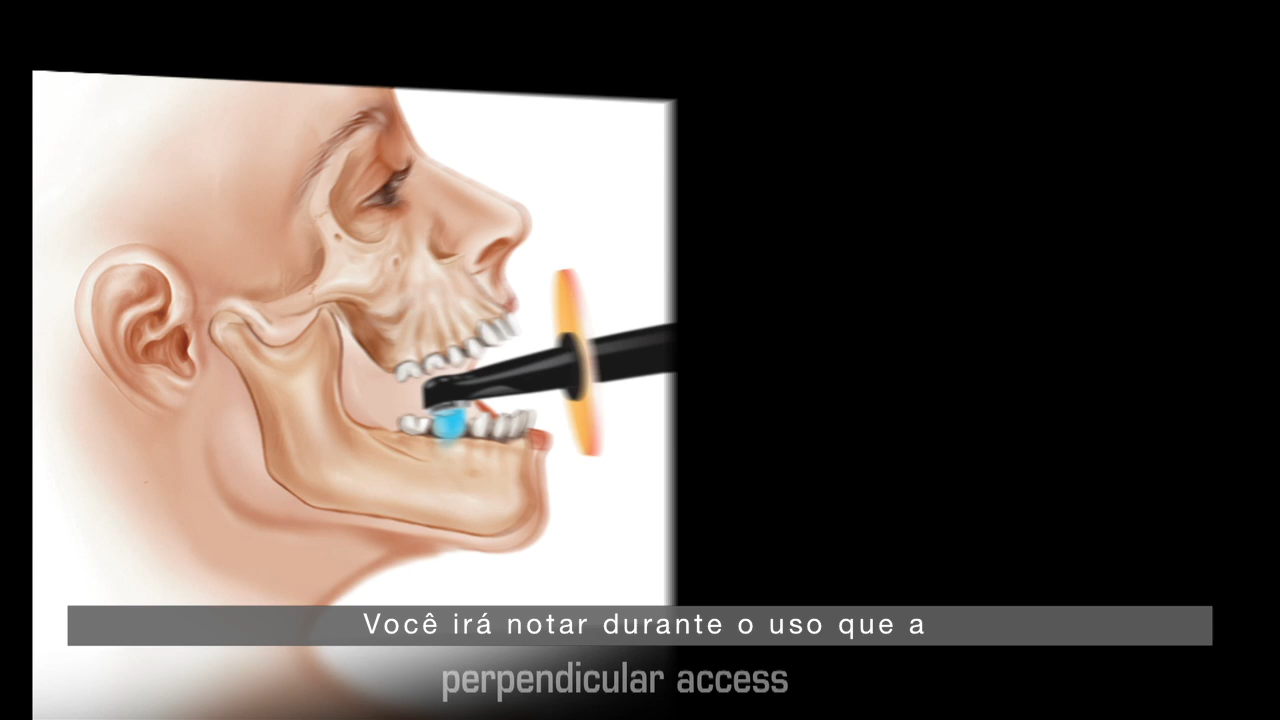 Você irá notar durante o uso que a
perpendicular access